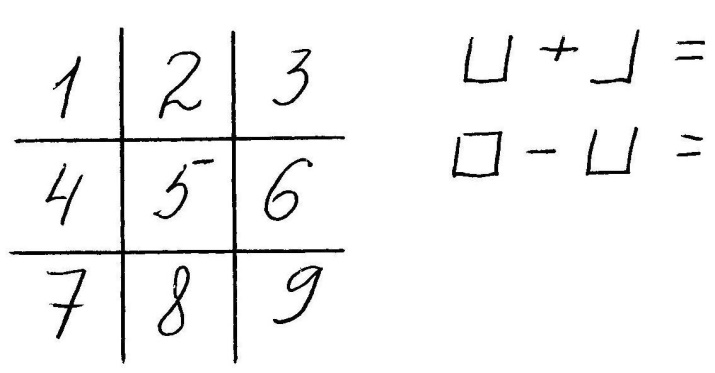 1 2 3
4 5 6
7 8 9
⊔ + ┘ =
□ - ⊔ =